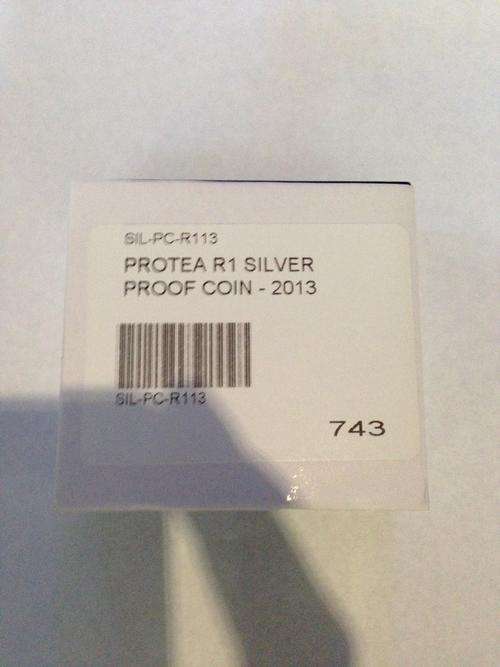 SIL-PC-R113
PROTEA R1 SILVER
PROOF COIN - 2013
SIL-PC-R113
743